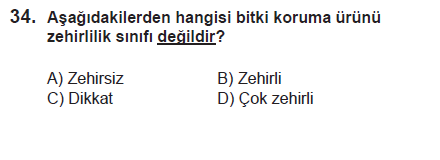 34. Aşağıdakilerden hangisi bitki koruma ürünü
zehirlilik sınıfı değildir?
A) Zehirsiz B) Zehirli
C) Dikkat D) Çok zehirli